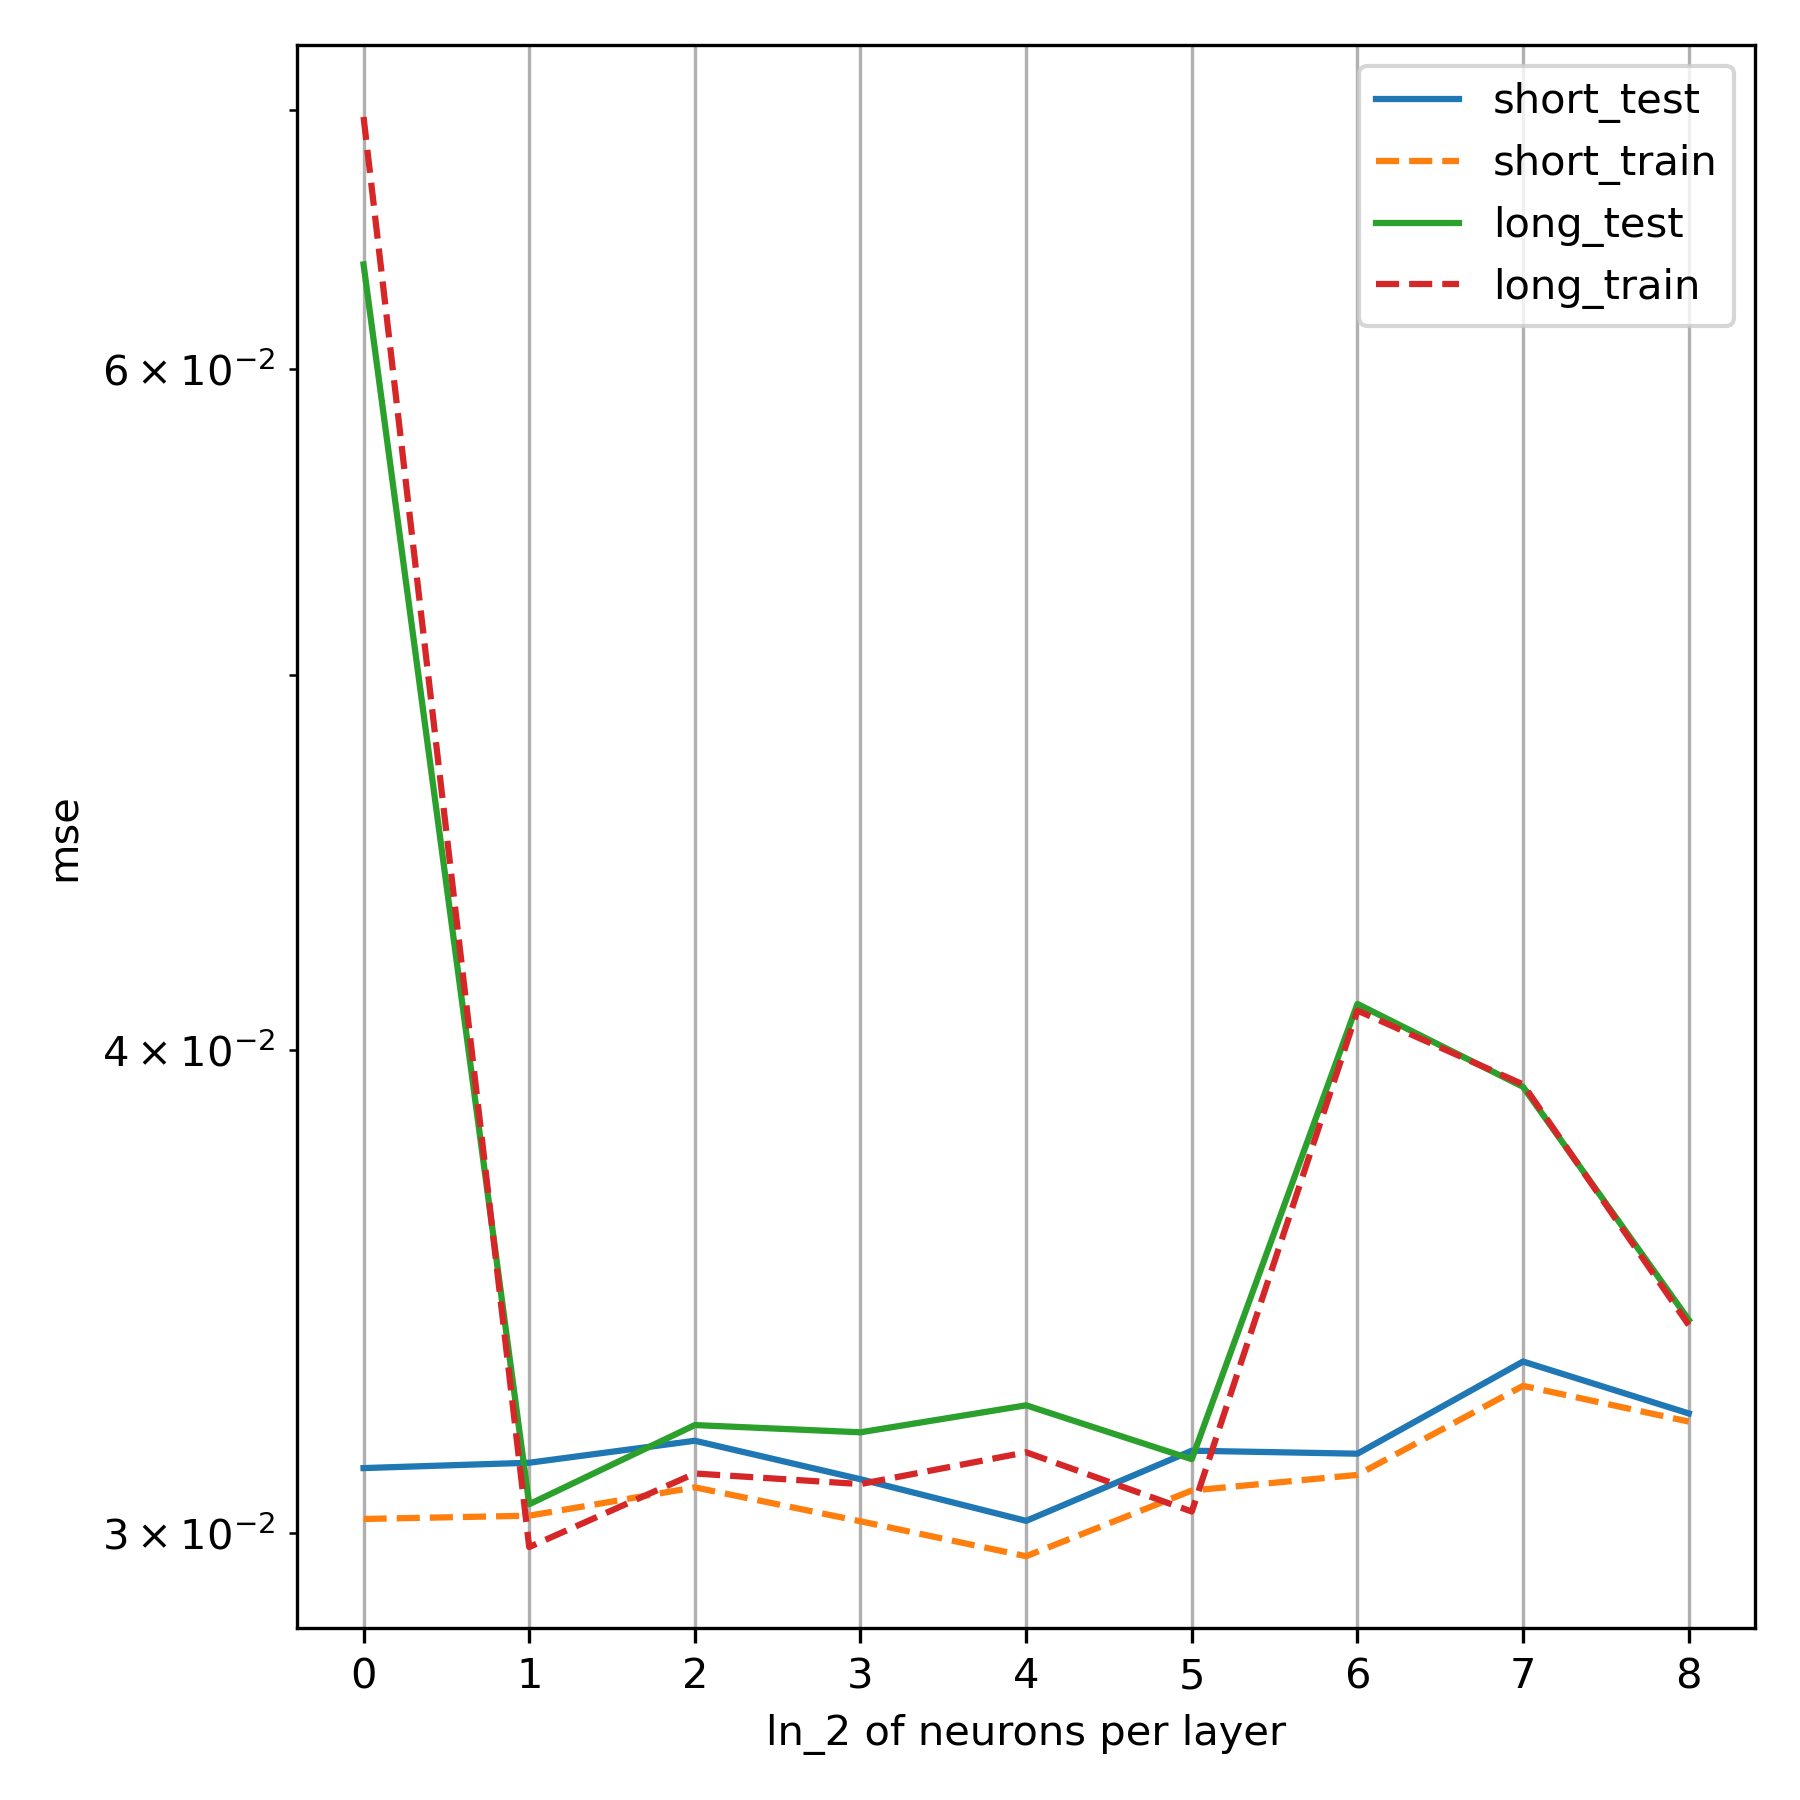 short_test
short_train
long_test
long_train
6 × 10⁻²
4 × 10⁻²
3 × 10⁻²
mse
0 1 2 3 4 5 6 7 8
ln_2 of neurons per layer